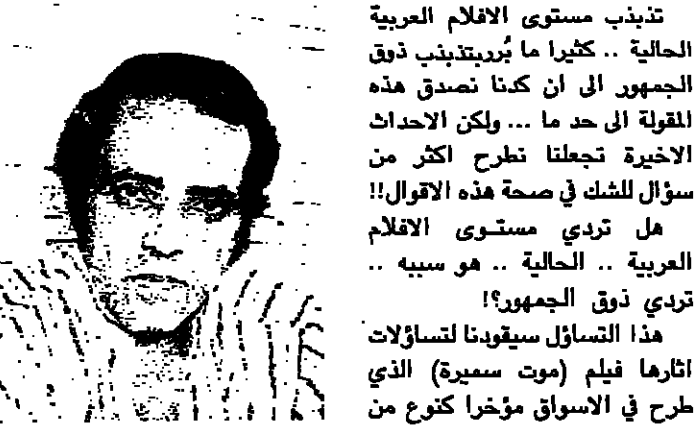 تذبذب مستوى الافلام العربية
الحالية .. كثيرا ما بُرربتذبذب ذوق
الجمهور الى ان كدنا نصدق هذه
المقولة الى حد ما ... ولكن الاحداث
الاخيرة تجعلنا نطرح اكثر من
سؤال للشك في صحة هذه الاقوال!!
هل تردي مستوى الافلام
العربية .. الحالية .. هو سببه ..
تردي ذوق الجمهور؟!
هذا التساؤل سيقودنا لتساؤلات
اثارها فيلم (موت سميرة) الذي
طرح في الاسواق مؤخرا كنوع من